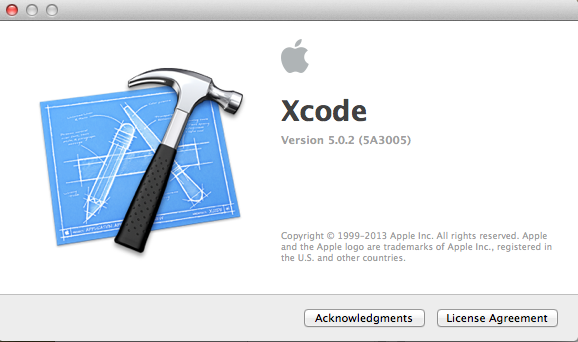 Xcode
Version 5.0.2 (5A3005)
Copyright © 1999-2013 Apple Inc. All rights reserved. Apple
and the Apple logo are trademarks of Apple Inc., registered in
the U.S. and other countries.
Acknowledgments
License Agreement